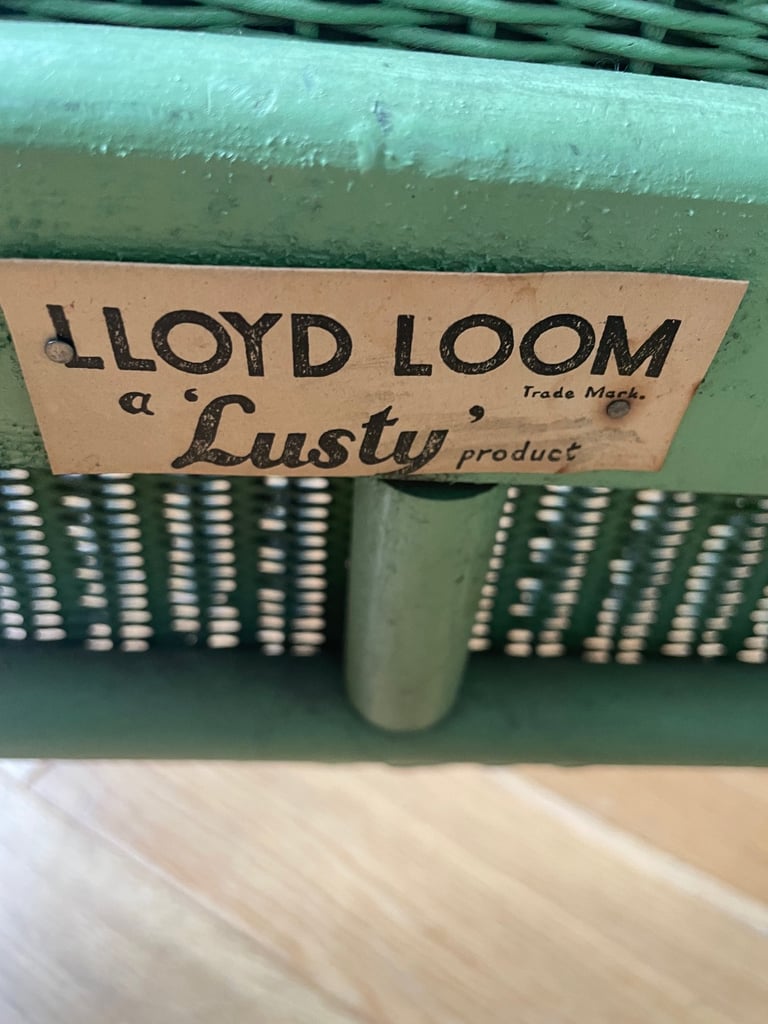 LLOYD LOOM
Trade Mark.
a 'Lusty' product